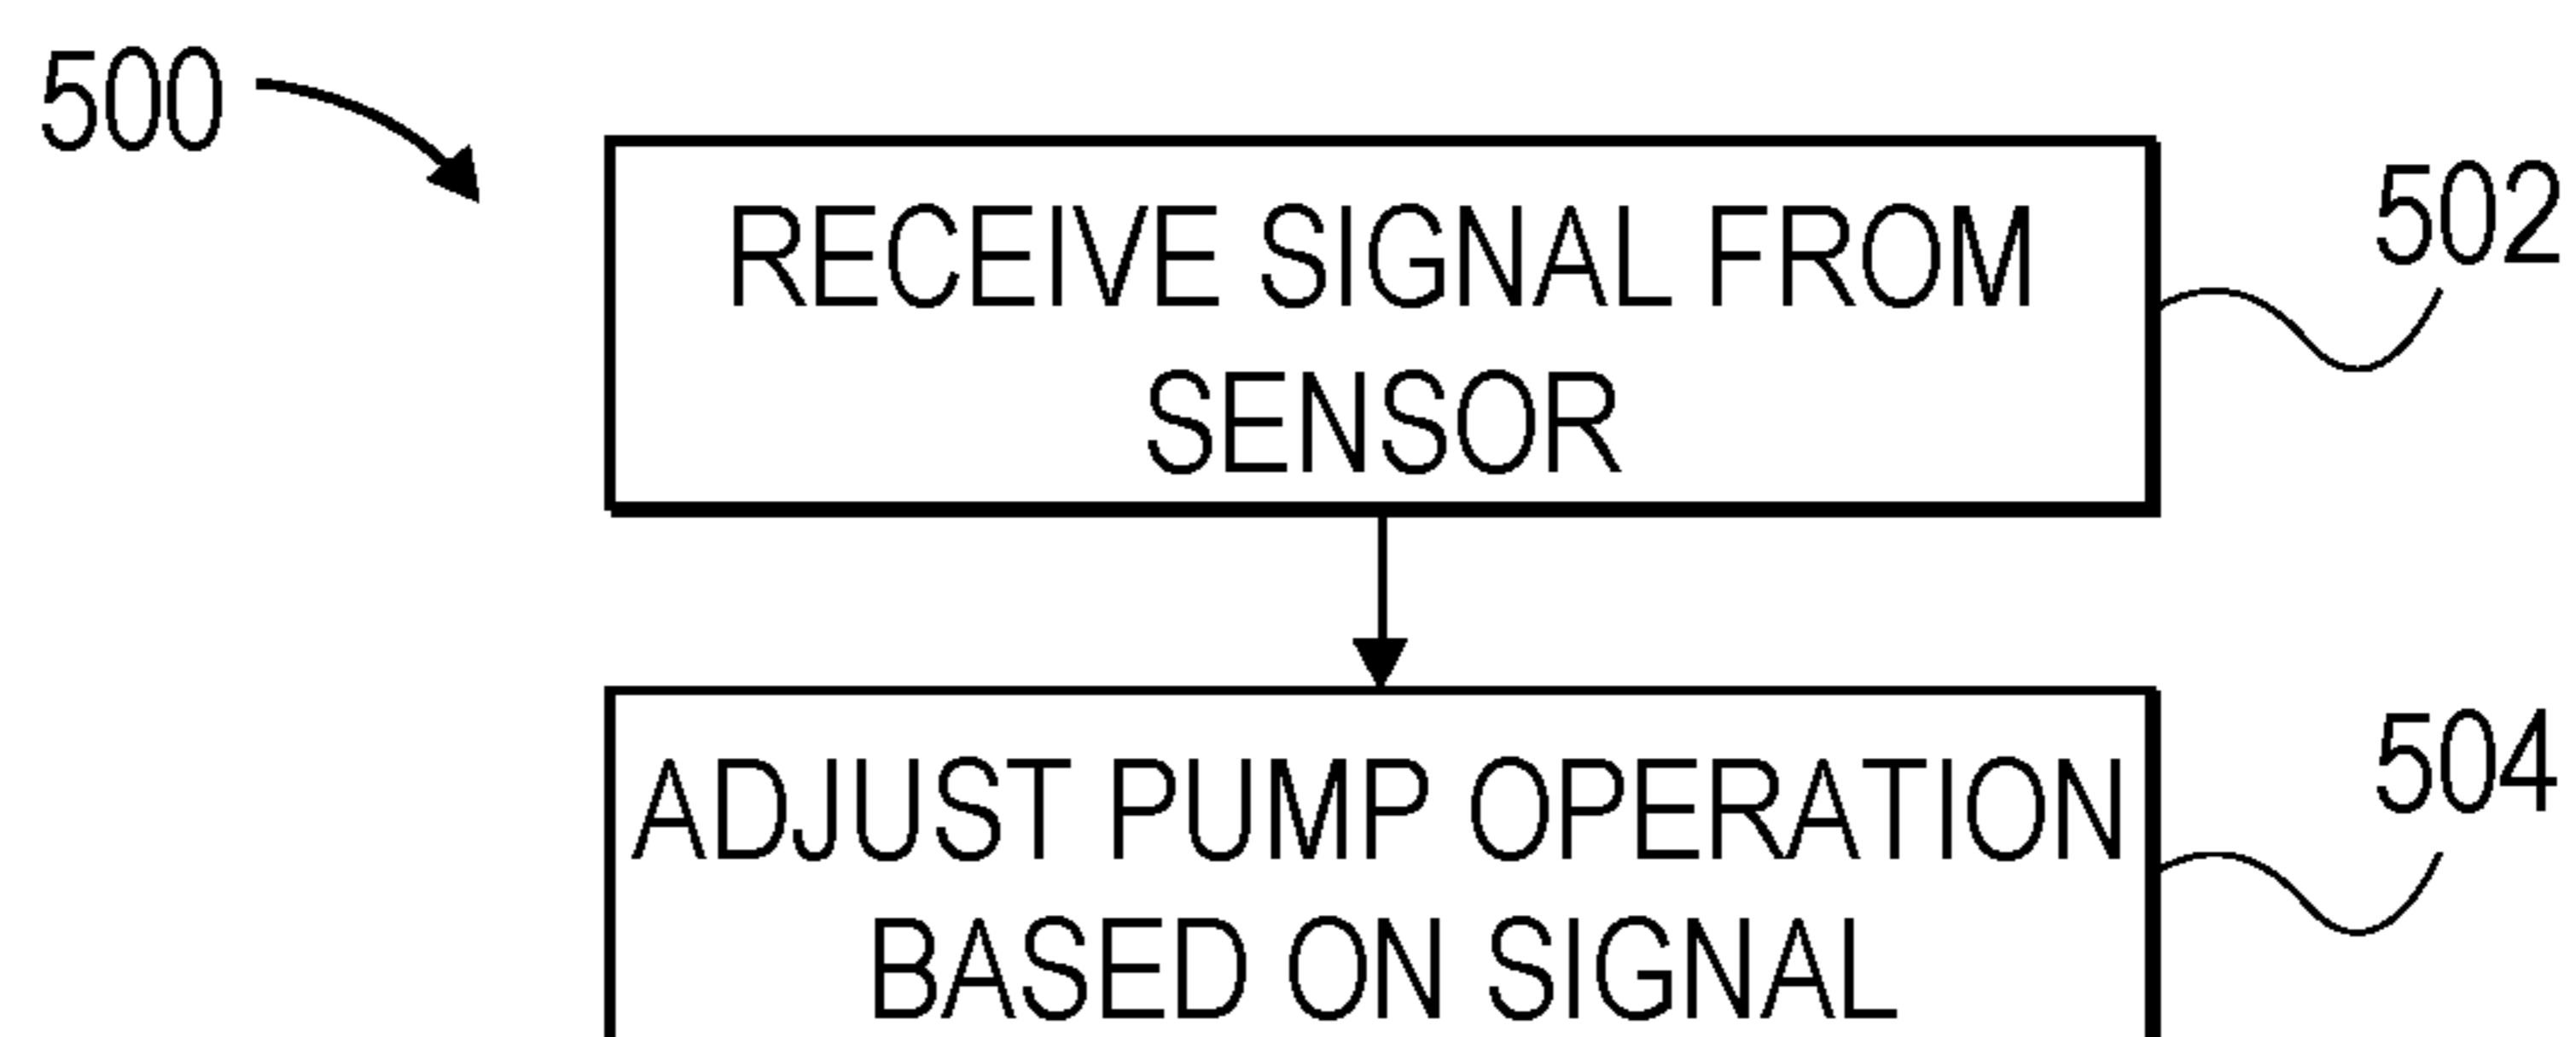 500
RECEIVE SIGNAL FROM
SENSOR
502
ADJUST PUMP OPERATION
BASED ON SIGNAL
504